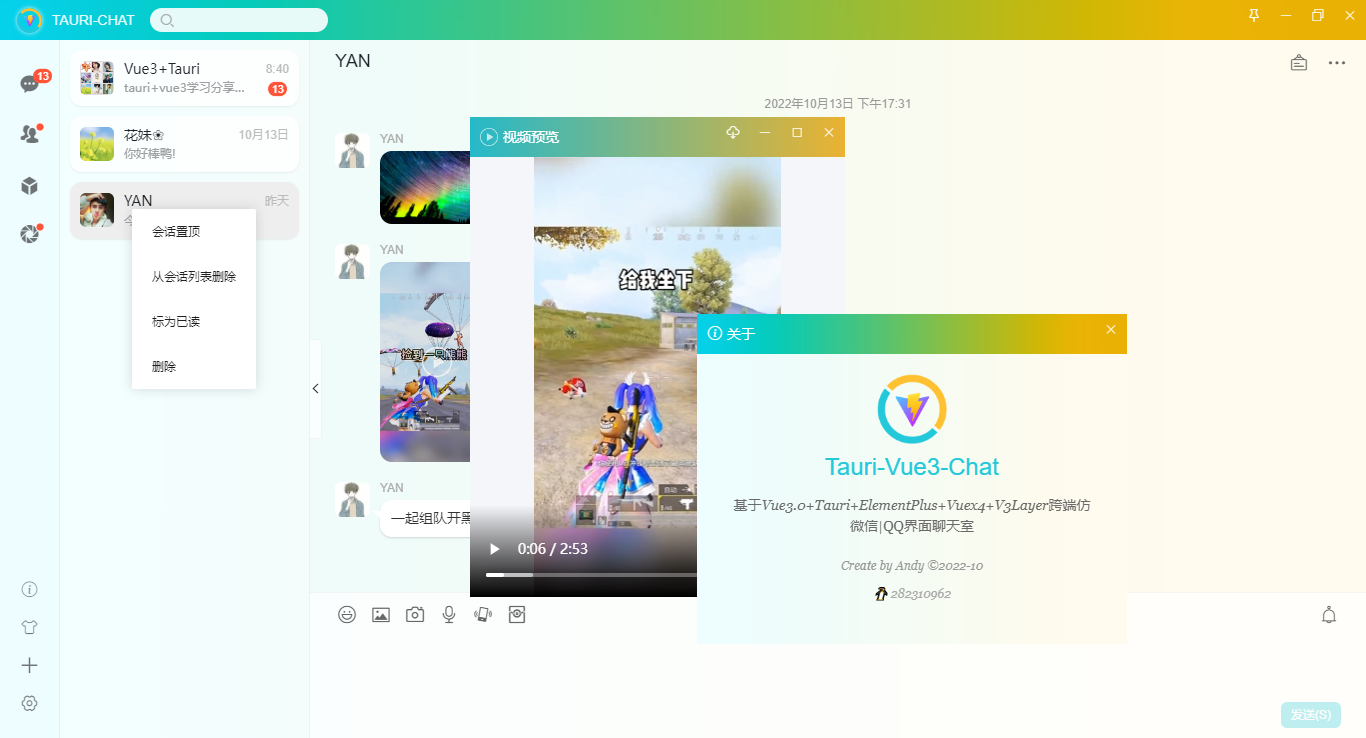 TAURI-CHAT
13
Vue3+Tauri
8:40
tauri+vue3学习分享...
13
花妹❀
10月13日
你好棒鸭!
YAN
昨天
今
会话置顶
从会话列表删除
标为已读
删除
YAN
2022年10月13日 下午17:31
YAN
YAN
捡到一只熊熊
YAN
一起组队开黑
视频预览
给我坐下
自动
0:06 / 2:53
关于
Tauri-Vue3-Chat
基于Vue3.0+Tauri+ElementPlus+Vuex4+V3Layer跨端仿
微信|QQ界面聊天室
Create by Andy ©2022-10
282310962
发送(S)